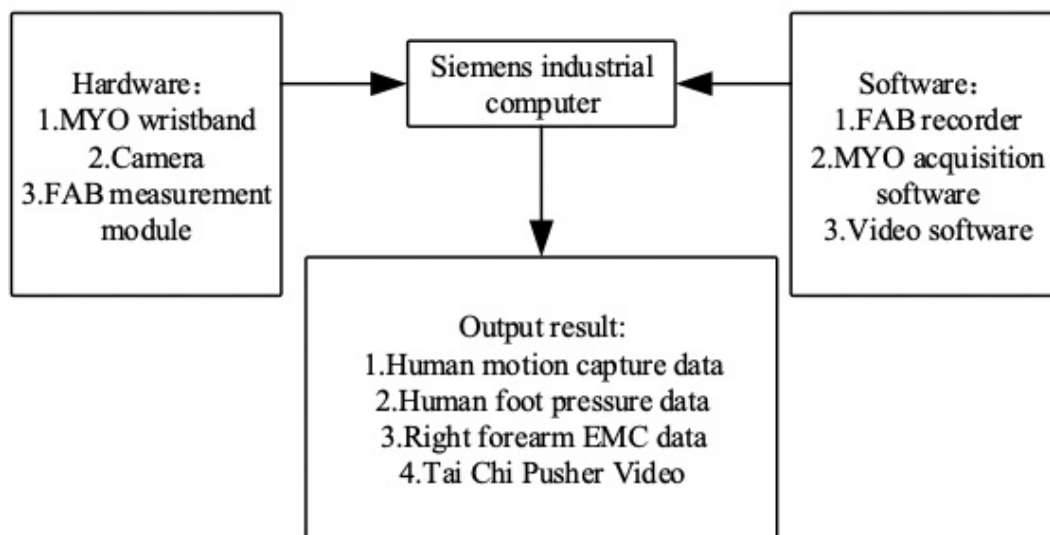 Hardware：
1.MYO wristband
2.Camera
3.FAB measurement
module
Siemens industrial
computer
Software：
1.FAB recorder
2.MYO acquisition
software
3.Video software
Output result:
1.Human motion capture data
2.Human foot pressure data
3.Right forearm EMC data
4.Tai Chi Pusher Video